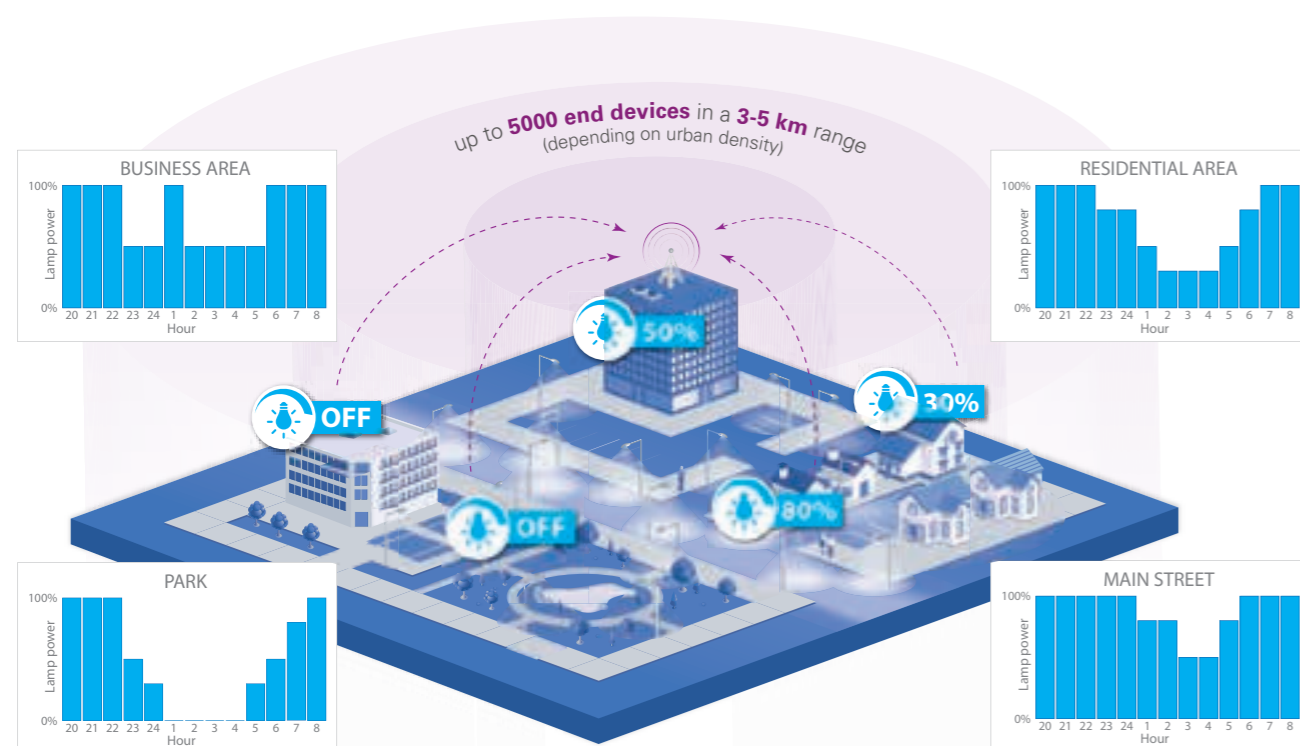 up to 5000 end devices in a 3-5 km range
(depending on urban density)
BUSINESS AREA
100%
Lamp power
0%
20 21 22 23 24 1 2 3 4 5 6 7 8
Hour
RESIDENTIAL AREA
100%
Lamp power
0%
20 21 22 23 24 1 2 3 4 5 6 7 8
Hour
50%
OFF
30%
OFF
80%
PARK
100%
Lamp power
0%
20 21 22 23 24 1 2 3 4 5 6 7 8
Hour
MAIN STREET
100%
Lamp power
0%
20 21 22 23 24 1 2 3 4 5 6 7 8
Hour